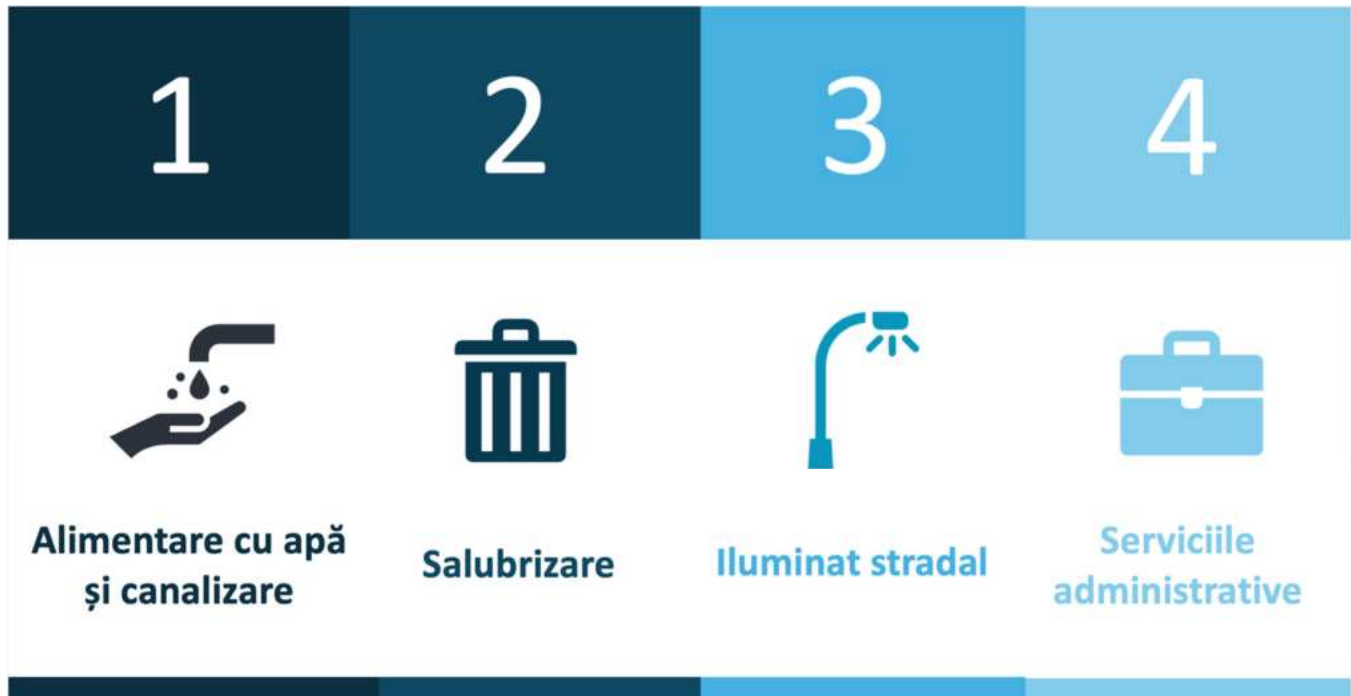 1
2
3
4
Alimentare cu apă
și canalizare
Salubrizare
Iluminat stradal
Serviciile
administrative